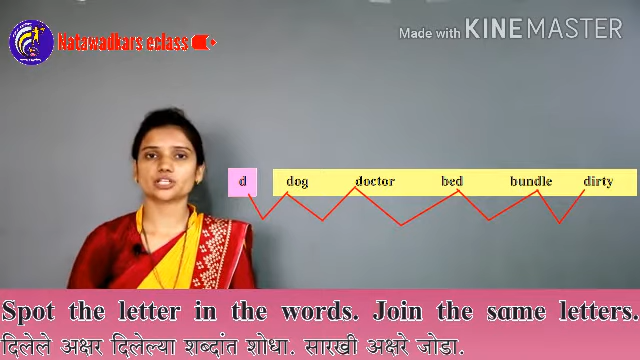 Natawadkars eclass
Made with KINEMASTER
d dog doctor bed bundle dirty
Spot the letter in the words. Join the same letters.
दिलेले अक्षर दिलेल्या शब्दांत शोधा. सारखी अक्षरे जोडा.